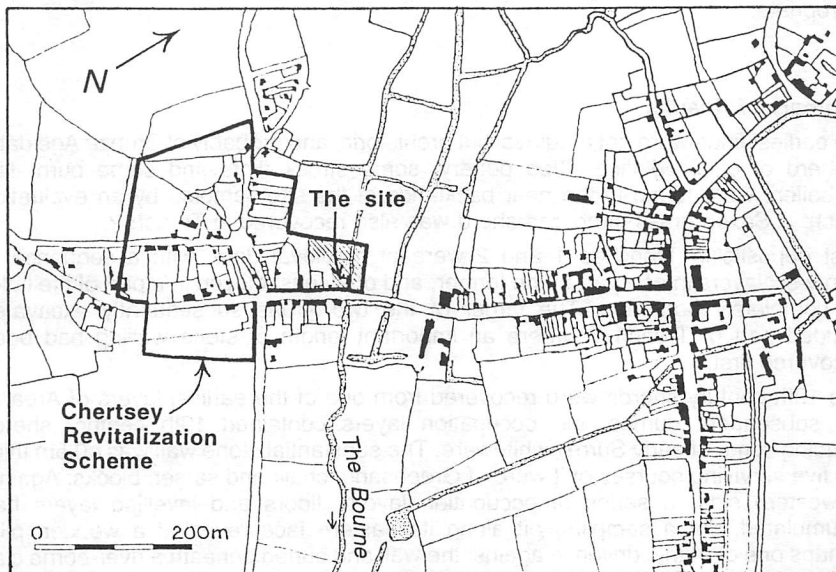 N
The site
Chertsey
Revitalization
Scheme
The Bourne
0 200m